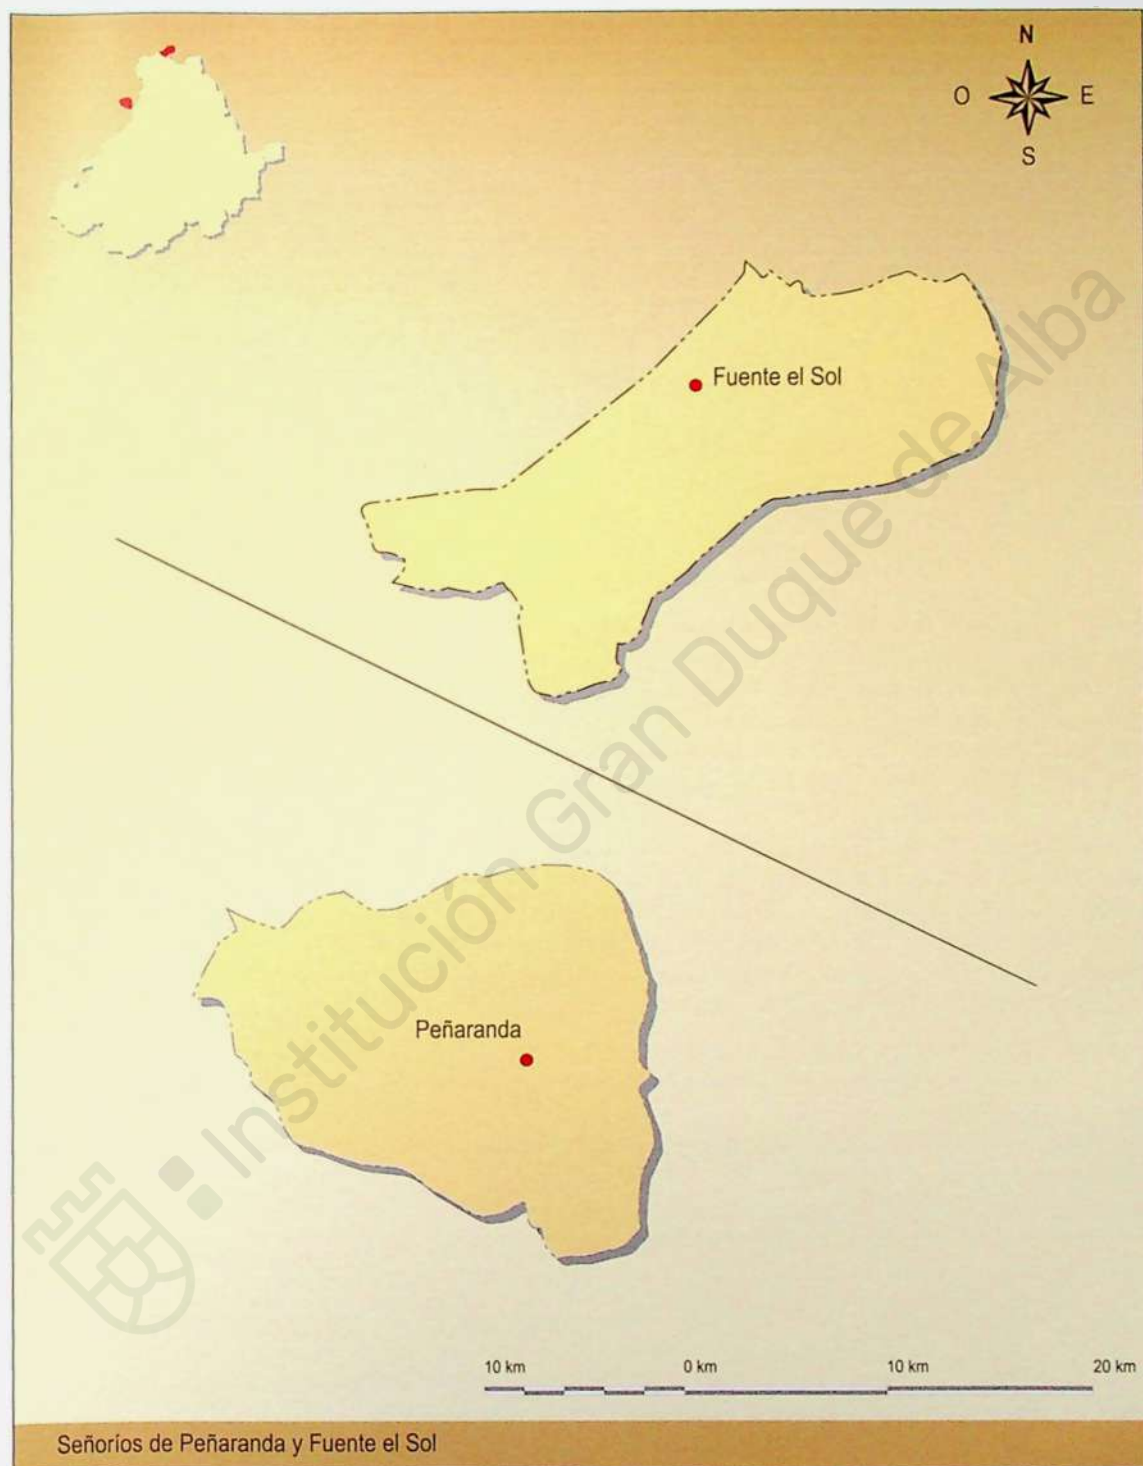 N
O E
S
Fuente el Sol
Peñaranda
10 km 0 km 10 km 20 km
Señoríos de Peñaranda y Fuente el Sol
Institución Gran Duque de Alba